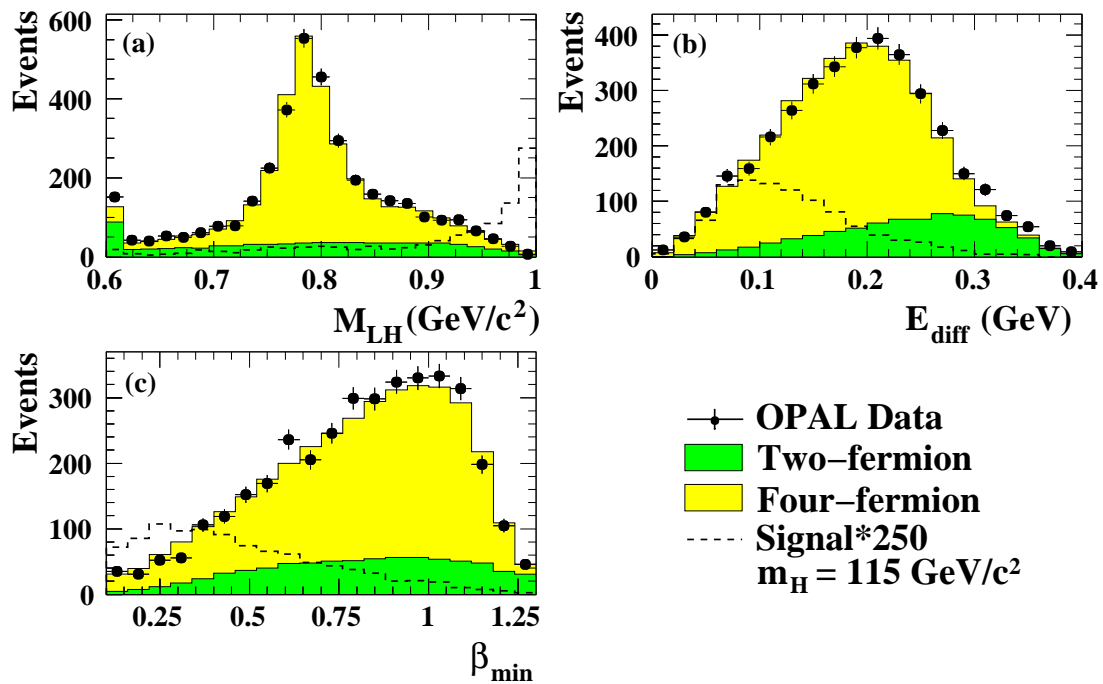 Events
600
400
200
0
(a)
0.6 0.7 0.8 0.9 1
M_LH (GeV/c²)
Events
400
300
200
100
0
(b)
0 0.1 0.2 0.3 0.4
E_diff (GeV)
Events
300
200
100
0
(c)
0.25 0.5 0.75 1 1.25
β_min
OPAL Data
Two−fermion
Four−fermion
Signal*250
m_H = 115 GeV/c²